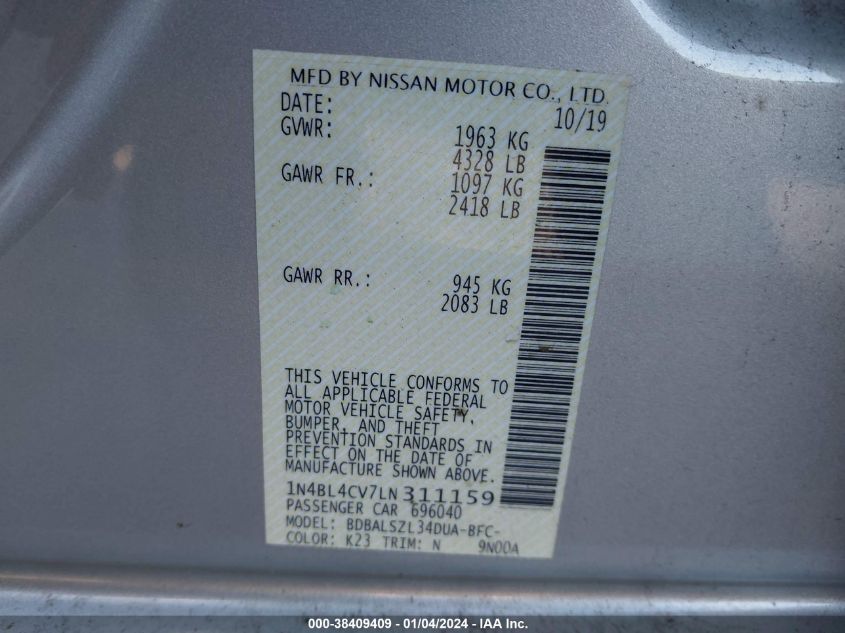 MFD BY NISSAN MOTOR CO., LTD.
DATE: 10/19
GVWR: 1963 KG
4328 LB
GAWR FR.: 1097 KG
2418 LB
GAWR RR.: 945 KG
2083 LB
THIS VEHICLE CONFORMS TO
ALL APPLICABLE FEDERAL
MOTOR VEHICLE SAFETY,
BUMPER, AND THEFT
PREVENTION STANDARDS IN
EFFECT ON THE DATE OF
MANUFACTURE SHOWN ABOVE.
1N4BL4CV7LN311159
PASSENGER CAR 696040
MODEL: BDBALSZL34DUA-BFC-
COLOR: K23 TRIM: N 9N00A
000-38409409 - 01/04/2024 - IAA Inc.